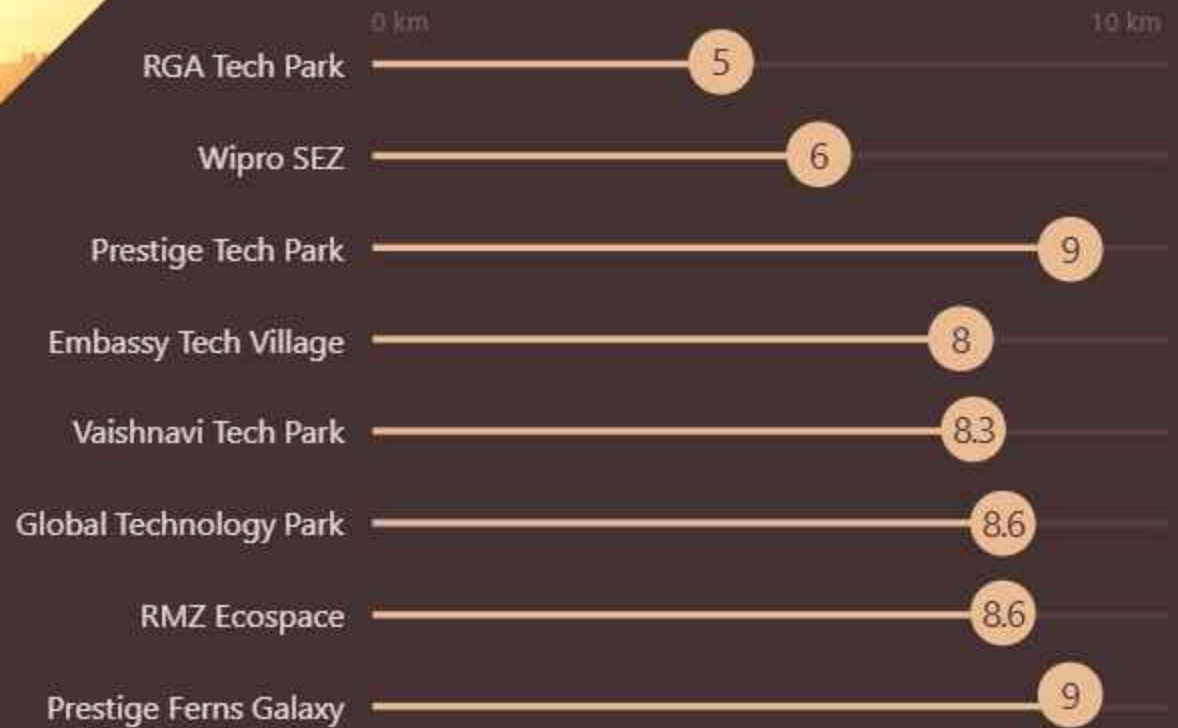 0 km 10 km
RGA Tech Park 5
Wipro SEZ 6
Prestige Tech Park 9
Embassy Tech Village 8
Vaishnavi Tech Park 8.3
Global Technology Park 8.6
RMZ Ecospace 8.6
Prestige Ferns Galaxy 9